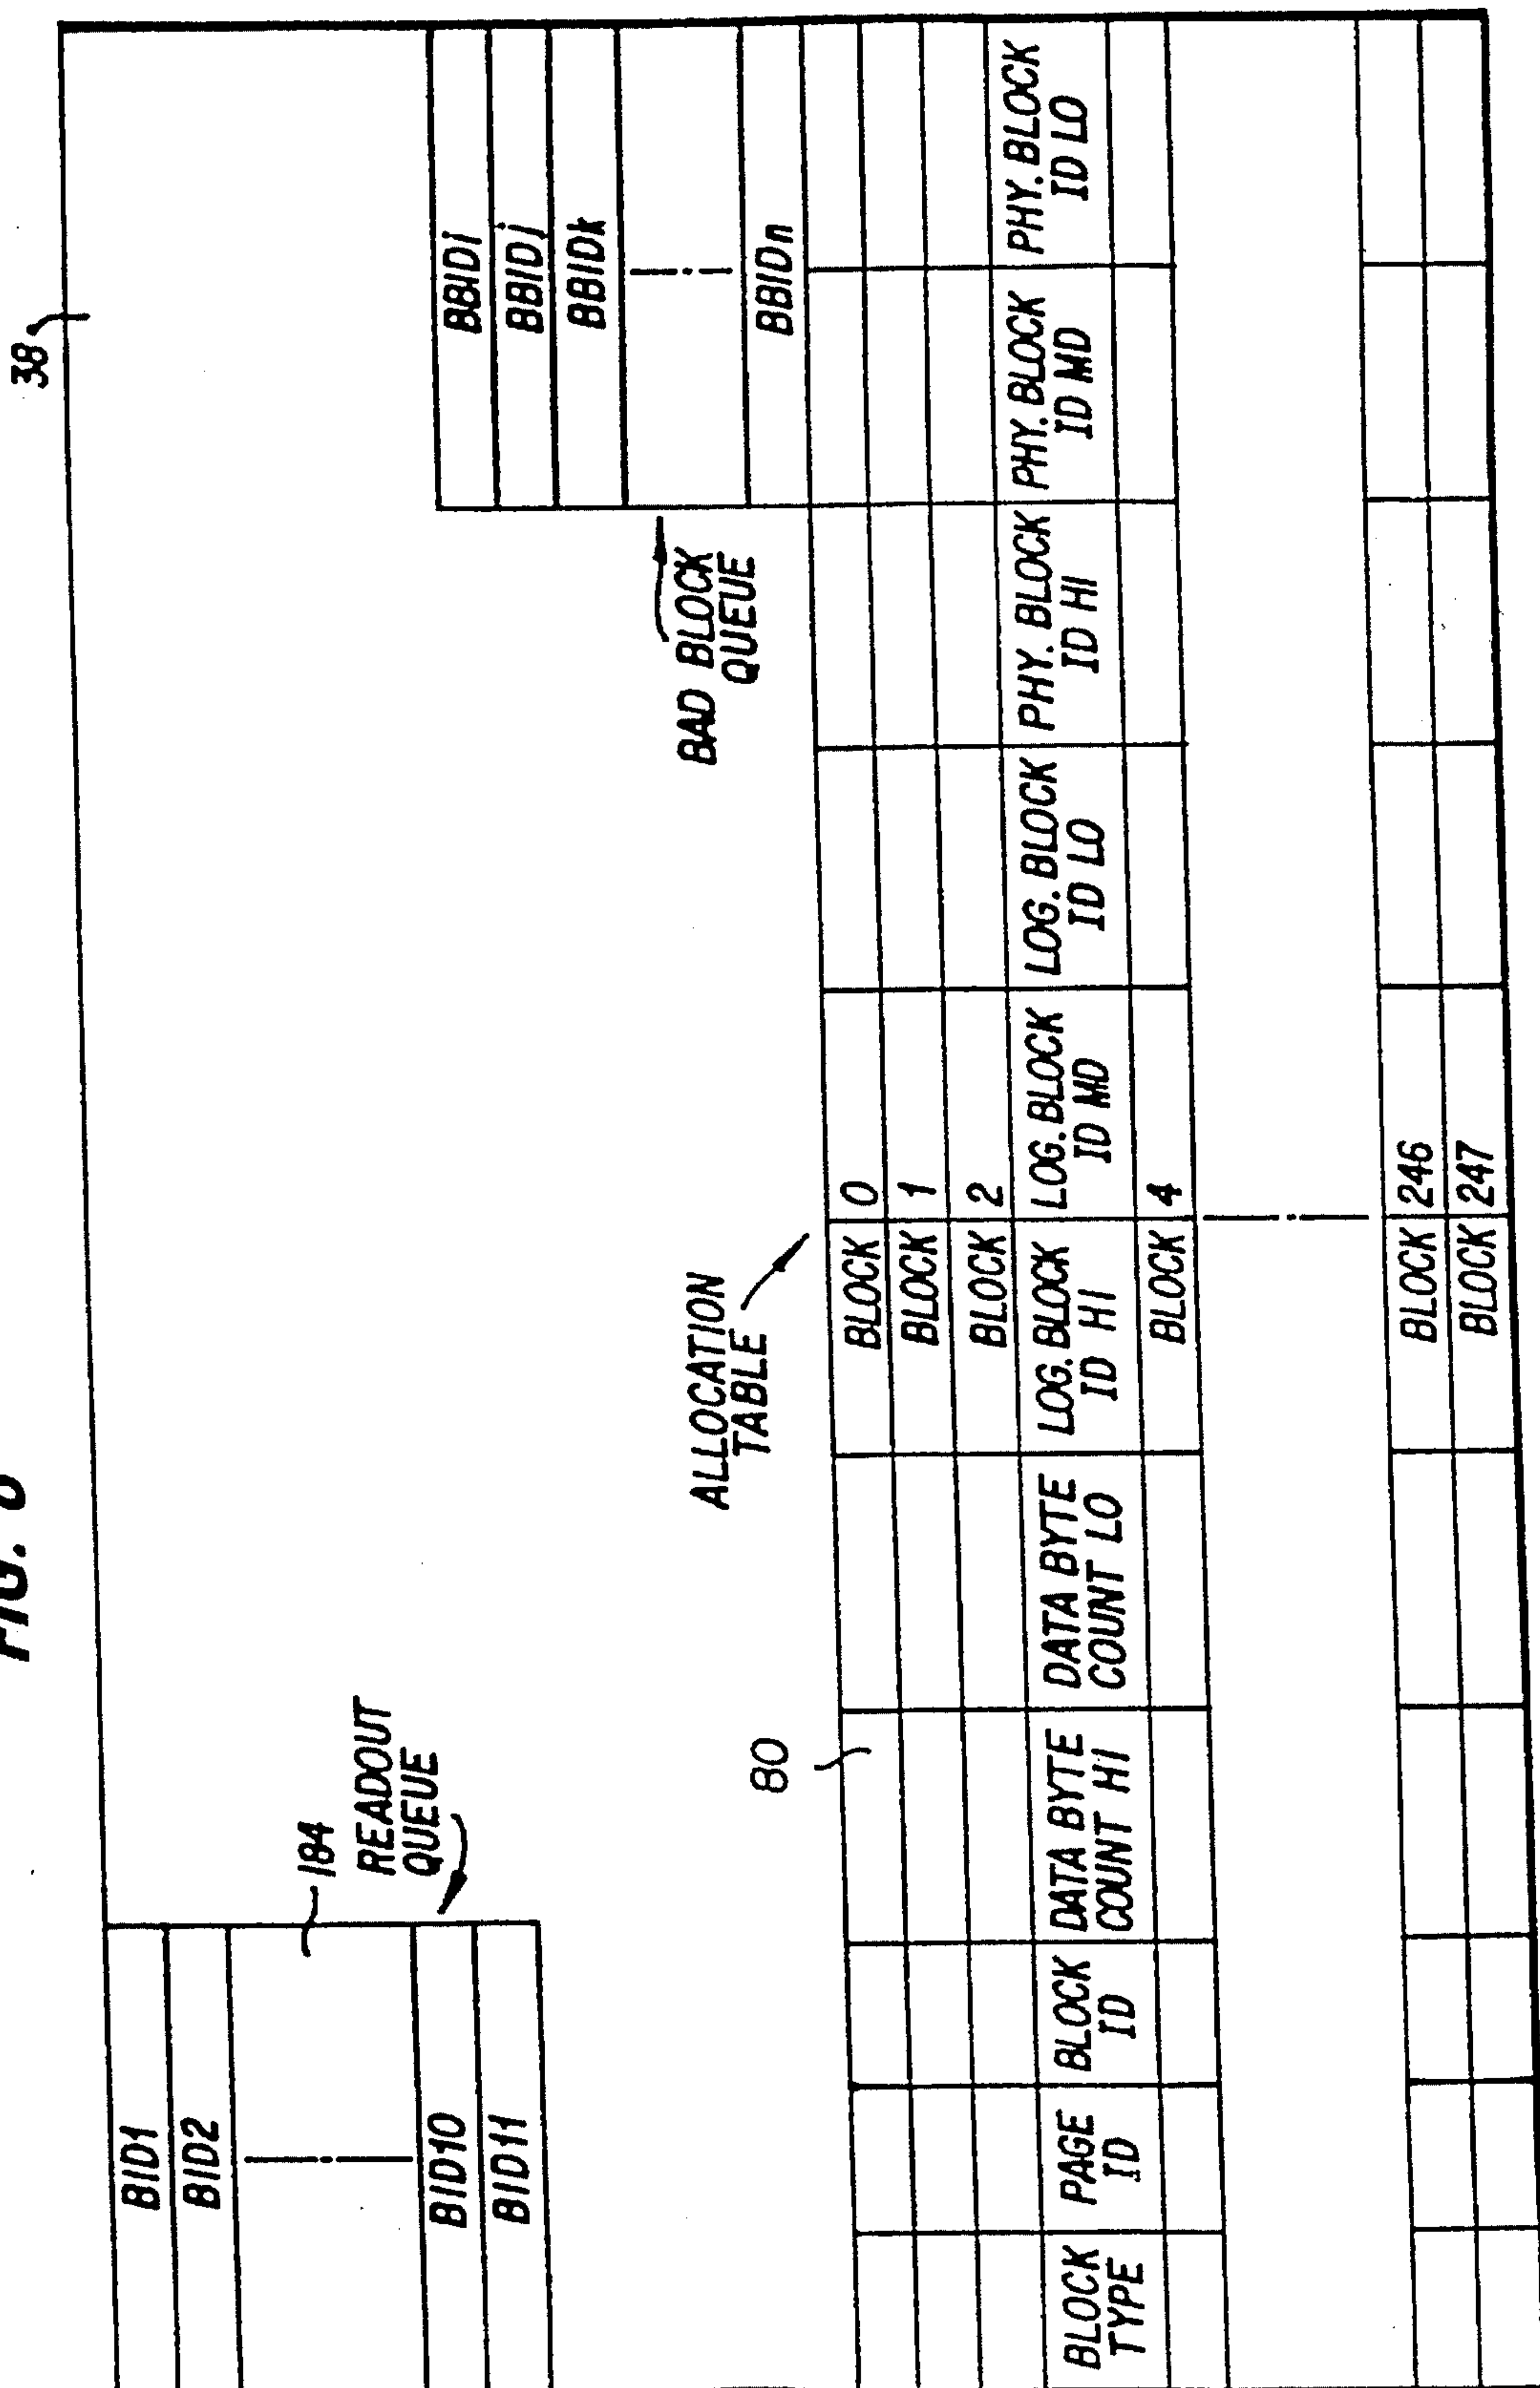 FIG.
38
BID1
BID2
184
READOUT
QUEUE
BID10
BID11
BBIDi
BBIDj
BBIDk
BBIDn
BAD BLOCK
QUEUE
ALLOCATION
TABLE
80
BLOCK 0
BLOCK 1
BLOCK 2
BLOCK
TYPE
PAGE
ID
BLOCK
ID
DATA BYTE
COUNT HI
DATA BYTE
COUNT LO
LOG. BLOCK
ID HI
LOG. BLOCK
ID MD
LOG. BLOCK
ID LO
PHY. BLOCK
ID HI
PHY. BLOCK
ID MD
PHY. BLOCK
ID LO
BLOCK 4
BLOCK 246
BLOCK 247